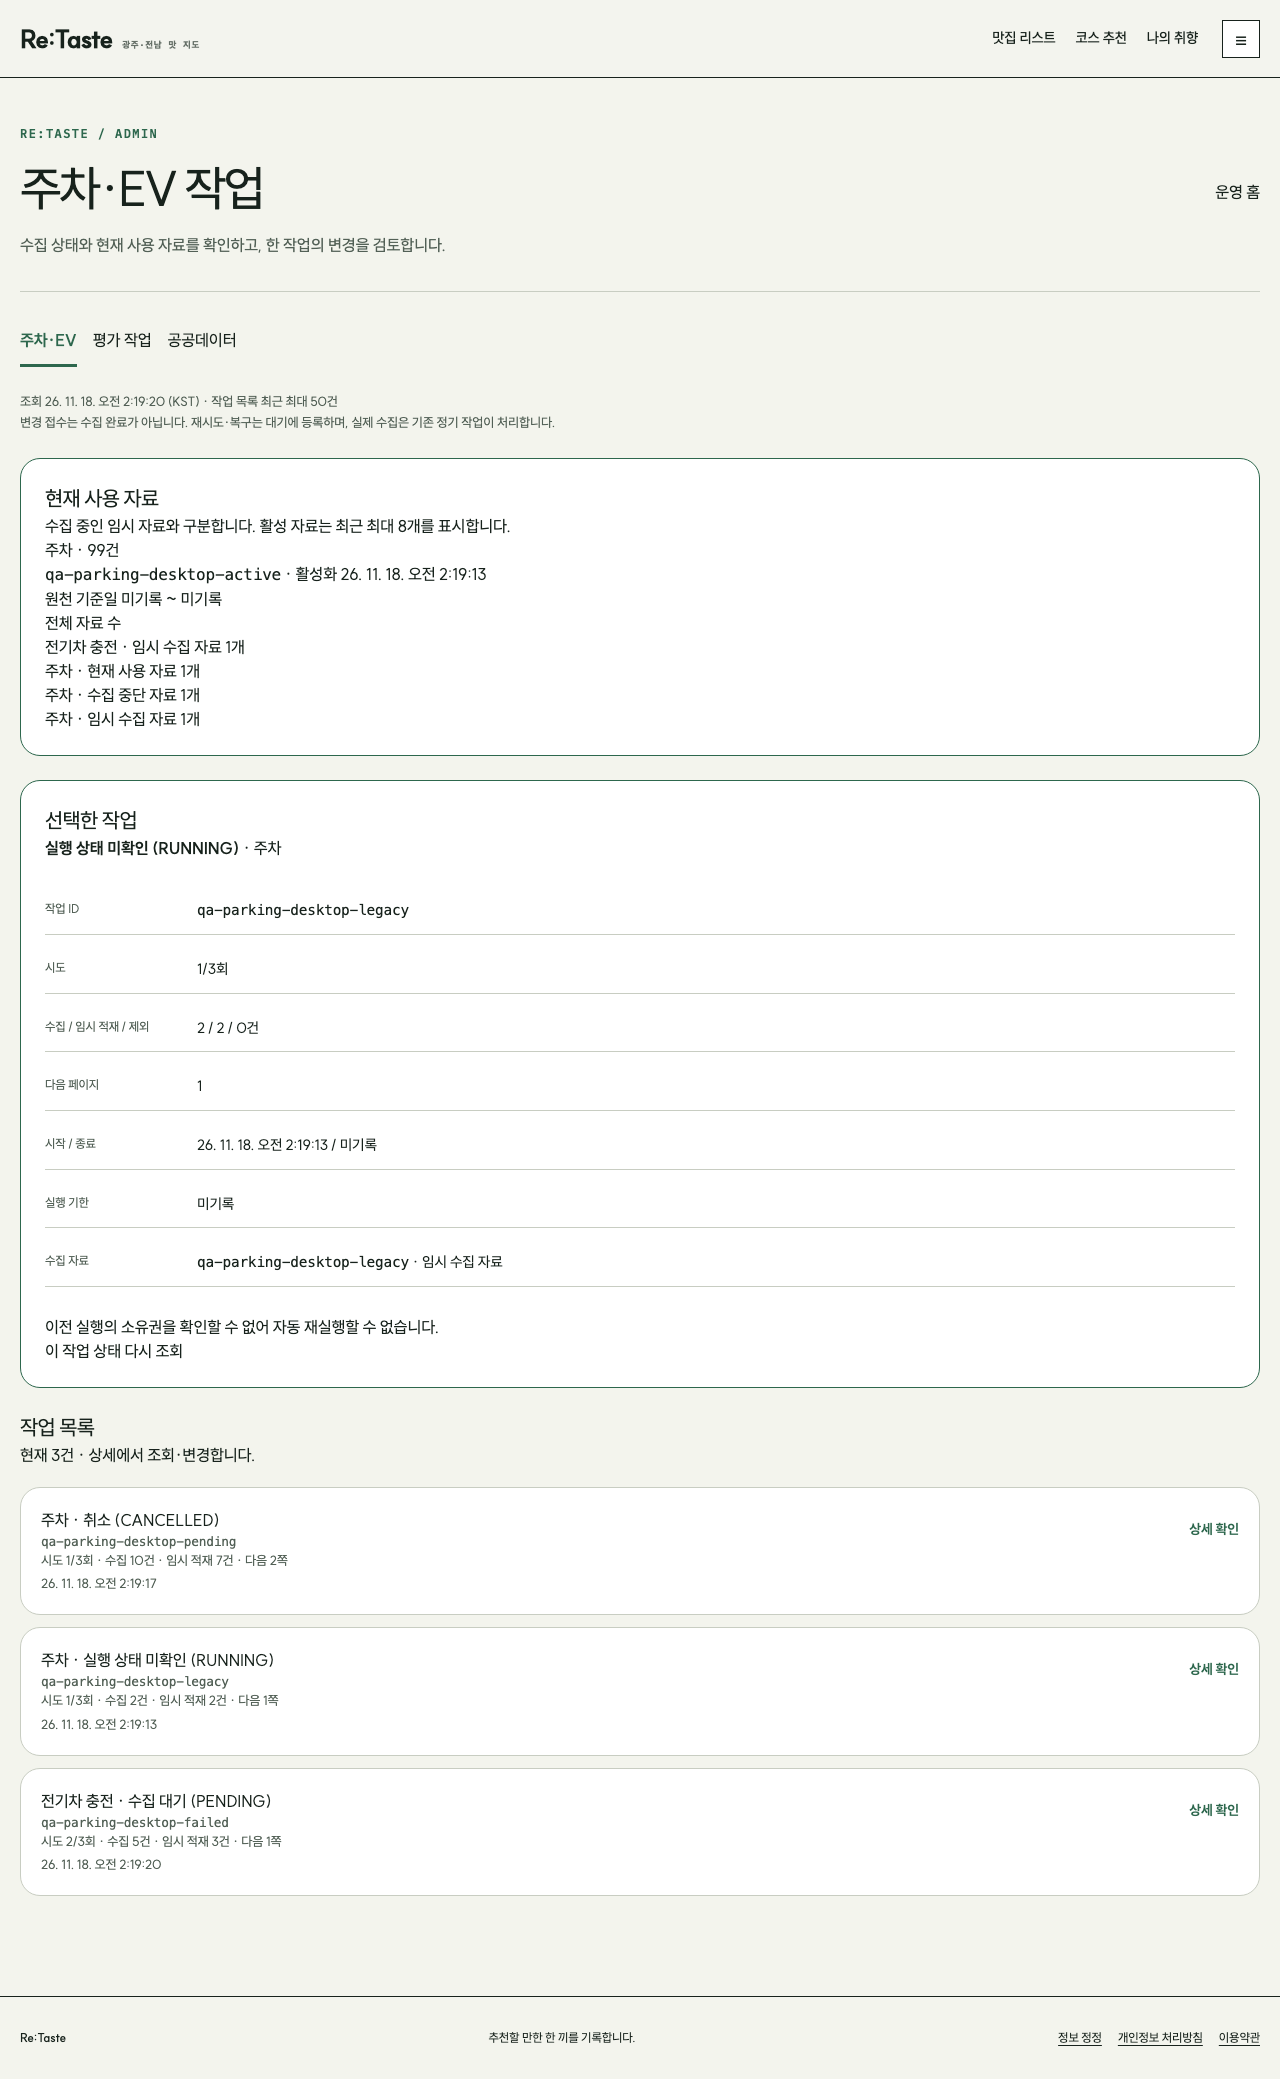 Re:Taste 광주·전남 맛 지도
맛집 리스트 코스 추천 나의 취향
RE:TASTE / ADMIN
주차·EV 작업
운영 홈
수집 상태와 현재 사용 자료를 확인하고, 한 작업의 변경을 검토합니다.
주차·EV 평가 작업 공공데이터
조회 26. 11. 18. 오전 2:19:20 (KST) · 작업 목록 최근 최대 50건
변경 접수는 수집 완료가 아닙니다. 재시도·복구는 대기에 등록하며, 실제 수집은 기존 정기 작업이 처리합니다.
현재 사용 자료
수집 중인 임시 자료와 구분합니다. 활성 자료는 최근 최대 8개를 표시합니다.
주차 · 99건
qa-parking-desktop-active · 활성화 26. 11. 18. 오전 2:19:13
원천 기준일 미기록 ~ 미기록
전체 자료 수
전기차 충전 · 임시 수집 자료 1개
주차 · 현재 사용 자료 1개
주차 · 수집 중단 자료 1개
주차 · 임시 수집 자료 1개
선택한 작업
실행 상태 미확인 (RUNNING) · 주차
작업 ID qa-parking-desktop-legacy
시도 1/3회
수집 / 임시 적재 / 제외 2 / 2 / 0건
다음 페이지 1
시작 / 종료 26. 11. 18. 오전 2:19:13 / 미기록
실행 기한 미기록
수집 자료 qa-parking-desktop-legacy · 임시 수집 자료
이전 실행의 소유권을 확인할 수 없어 자동 재실행할 수 없습니다.
이 작업 상태 다시 조회
작업 목록
현재 3건 · 상세에서 조회·변경합니다.
주차 · 취소 (CANCELLED)
qa-parking-desktop-pending
시도 1/3회 · 수집 10건 · 임시 적재 7건 · 다음 2쪽
26. 11. 18. 오전 2:19:17
상세 확인
주차 · 실행 상태 미확인 (RUNNING)
qa-parking-desktop-legacy
시도 1/3회 · 수집 2건 · 임시 적재 2건 · 다음 1쪽
26. 11. 18. 오전 2:19:13
상세 확인
전기차 충전 · 수집 대기 (PENDING)
qa-parking-desktop-failed
시도 2/3회 · 수집 5건 · 임시 적재 3건 · 다음 1쪽
26. 11. 18. 오전 2:19:20
상세 확인
Re:Taste
추천할 만한 한 끼를 기록합니다.
정보 정정 개인정보 처리방침 이용약관